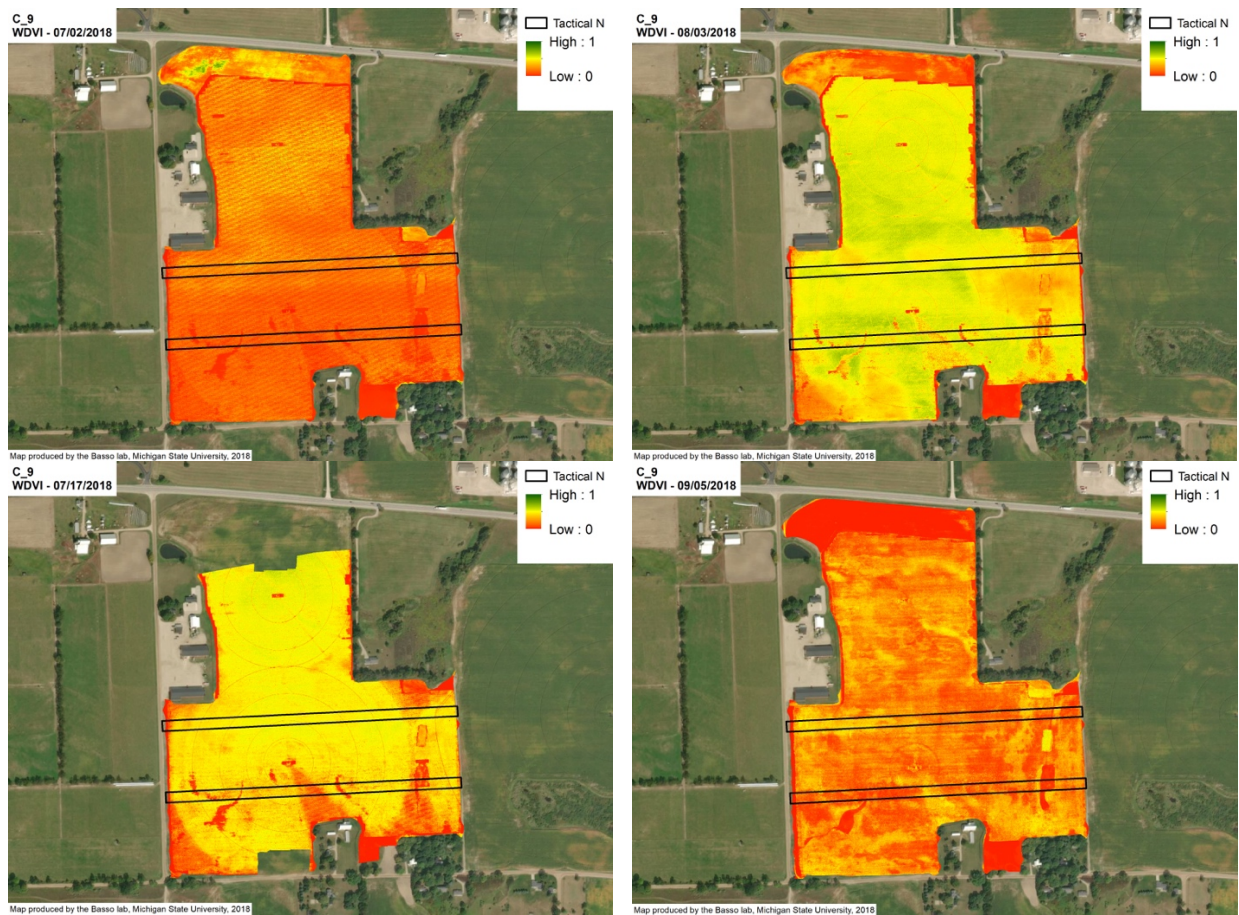 C_9
WDVI - 07/02/2018
Tactical N
High : 1
Low : 0
Map produced by the Basso lab, Michigan State University, 2018
C_9
WDVI - 08/03/2018
Tactical N
High : 1
Low : 0
Map produced by the Basso lab, Michigan State University, 2018
C_9
WDVI - 07/17/2018
Tactical N
High : 1
Low : 0
Map produced by the Basso lab, Michigan State University, 2018
C_9
WDVI - 09/05/2018
Tactical N
High : 1
Low : 0
Map produced by the Basso lab, Michigan State University, 2018